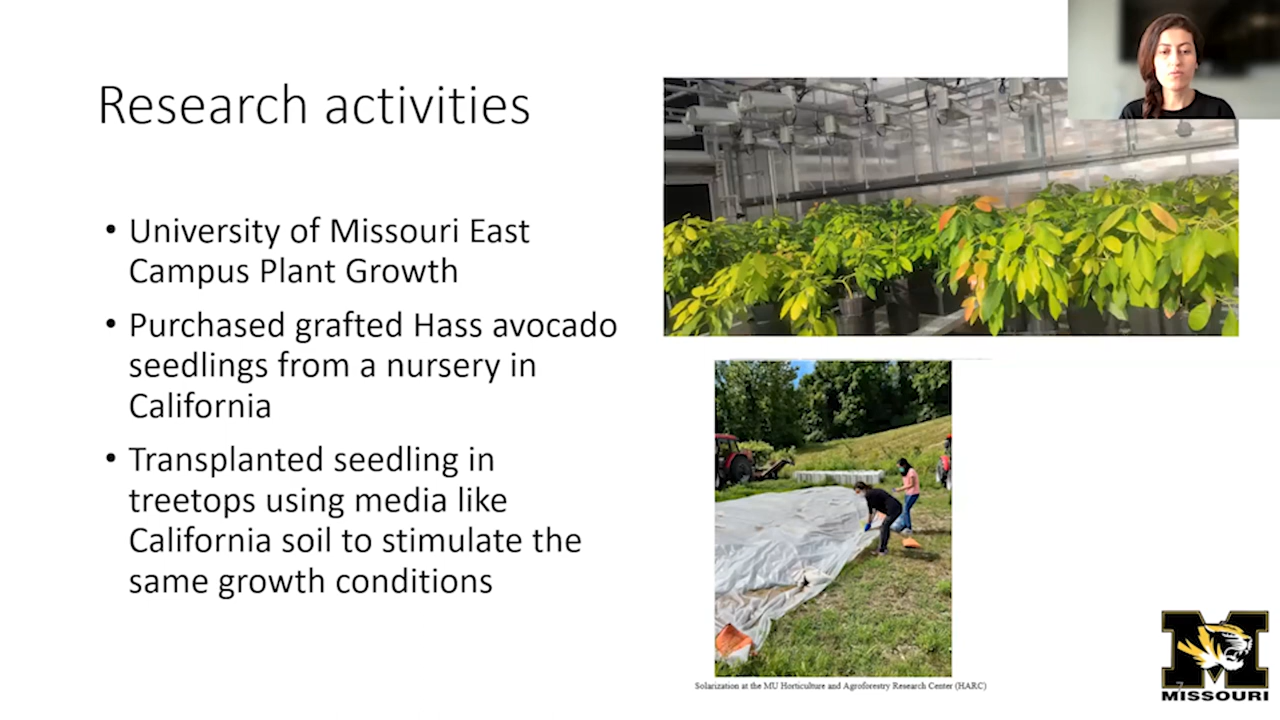 Research activities
• University of Missouri East
Campus Plant Growth
• Purchased grafted Hass avocado
seedlings from a nursery in
California
• Transplanted seedling in
treetops using media like
California soil to stimulate the
same growth conditions
Solarization at the MU Horticulture and Agroforestry Research Center (HARC)
7
MISSOURI